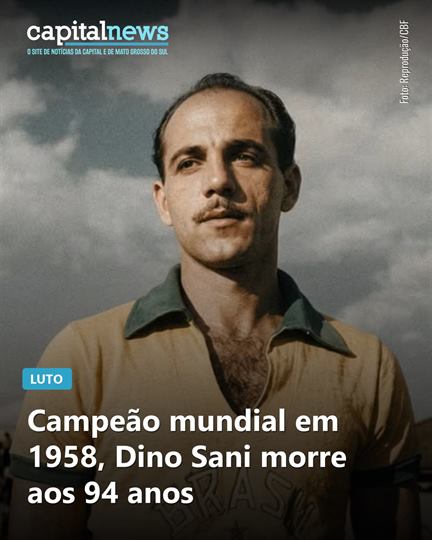 capitalnews
O SITE DE NOTÍCIAS DA CAPITAL E DE MATO GROSSO DO SUL
Foto: Reprodução/CBF
BRASIL
LUTO
Campeão mundial em
1958, Dino Sani morre
aos 94 anos